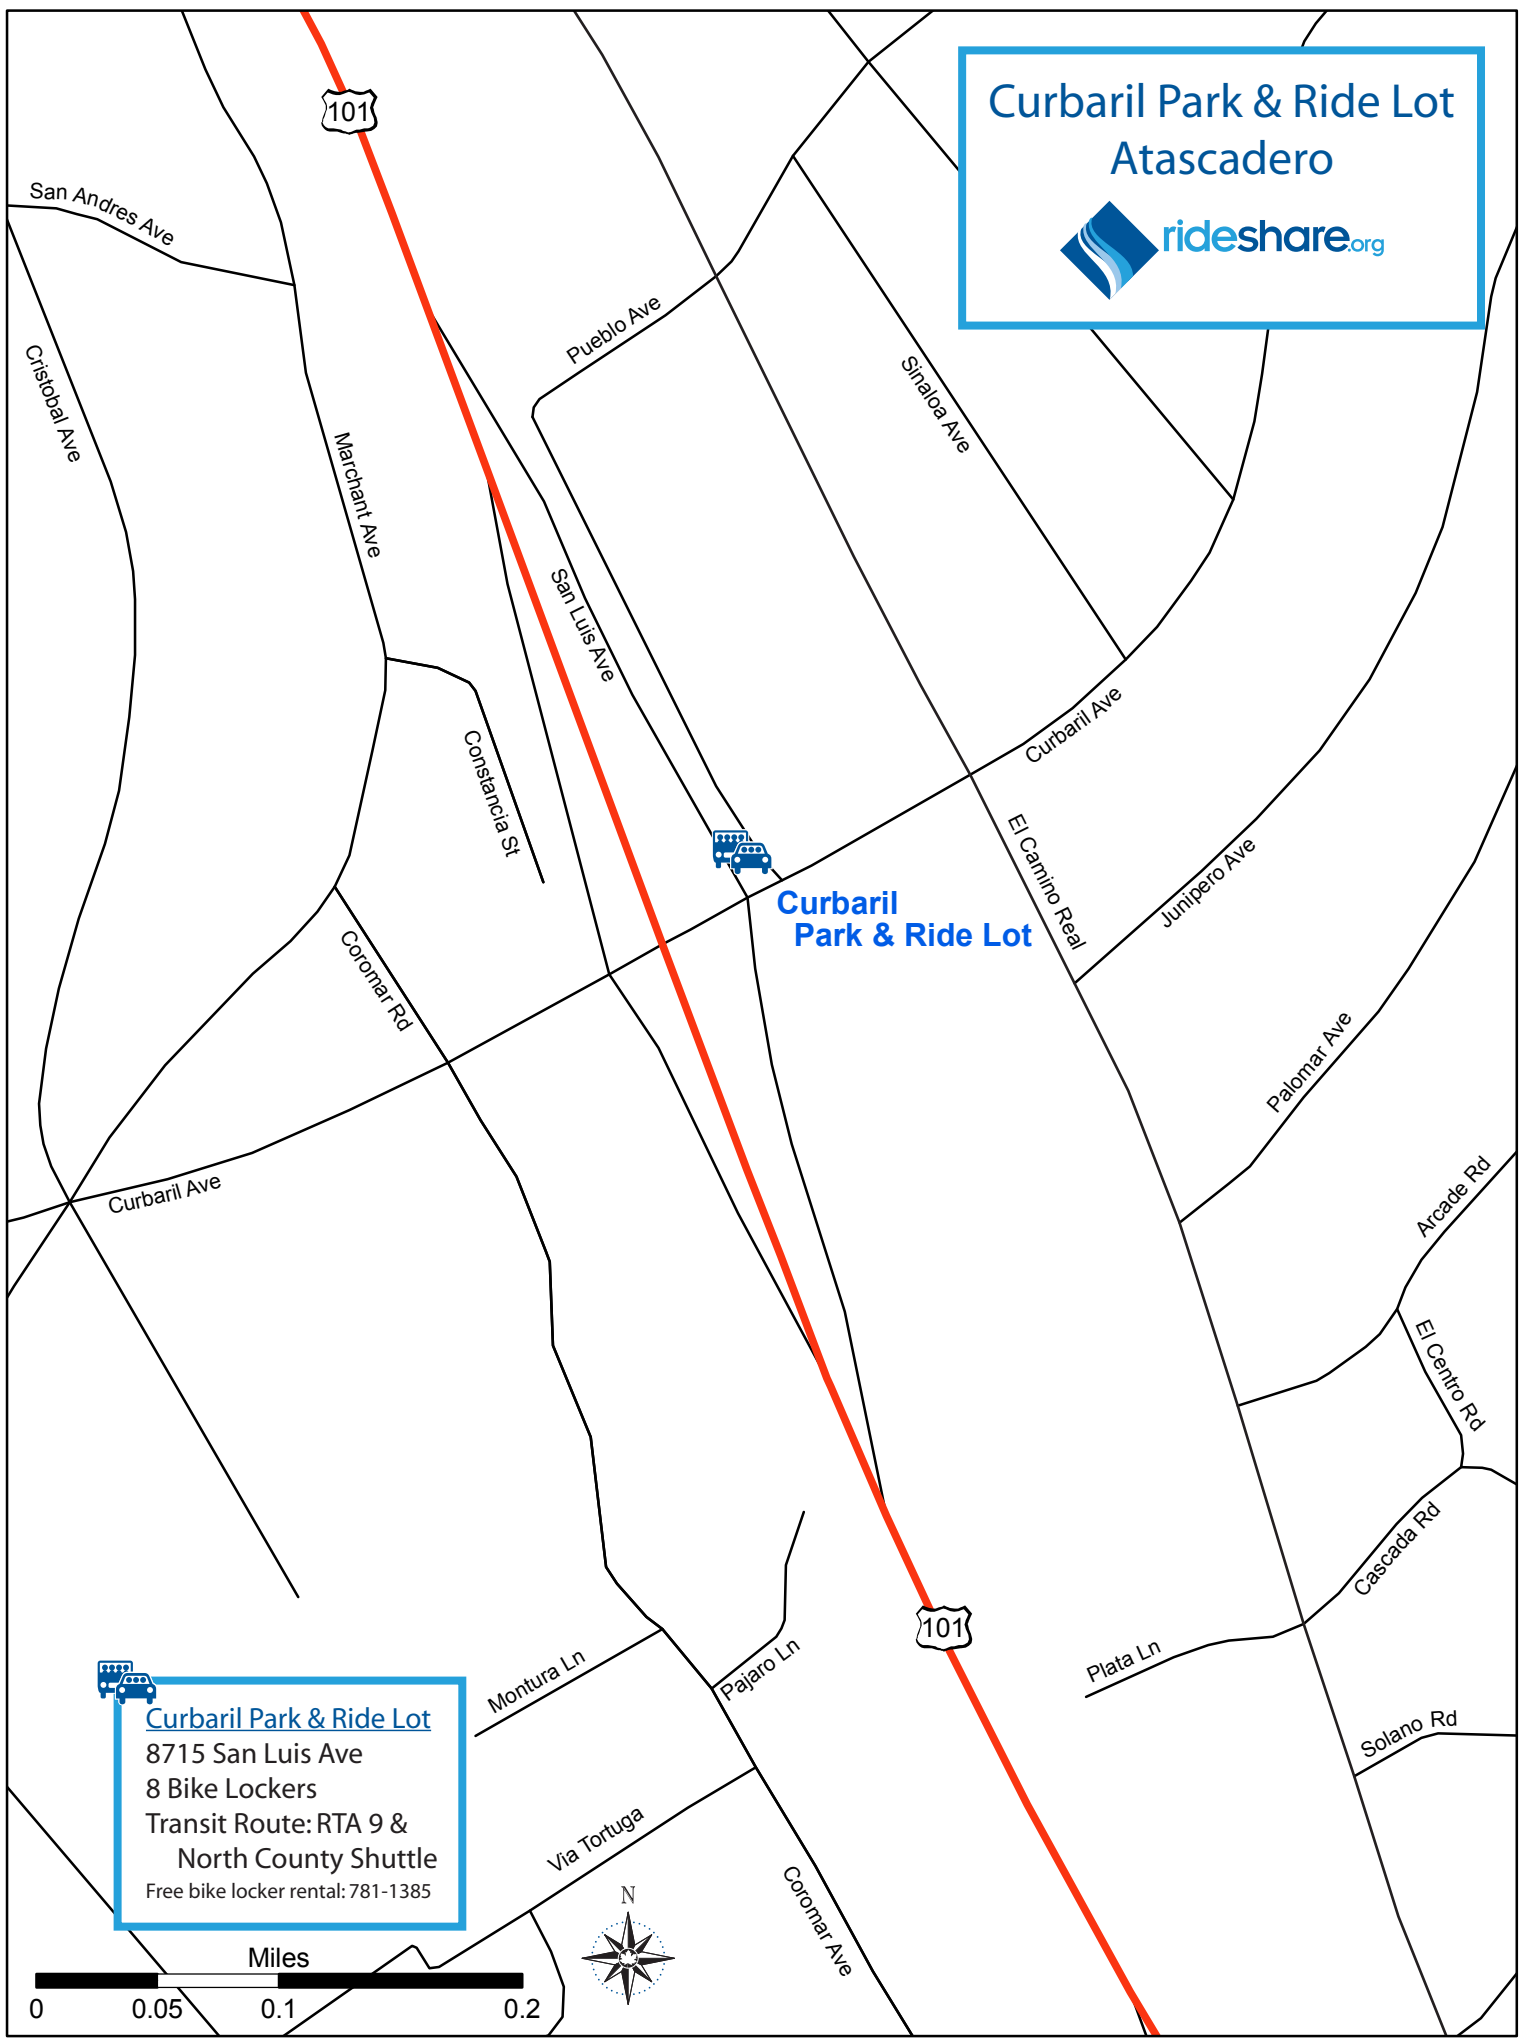 Curbaril Park & Ride Lot
Atascadero
rideshare.org
101
San Andres Ave
Cristobal Ave
Marchant Ave
Pueblo Ave
Sinaloa Ave
San Luis Ave
Constancia St
Curbaril Ave
El Camino Real
Junipero Ave
Curbaril
Park & Ride Lot
Coromar Rd
Palomar Ave
Curbaril Ave
Arcade Rd
El Centro Rd
Cascada Rd
101
Plata Ln
Pajaro Ln
Montura Ln
Solano Rd
Via Tortuga
Coromar Ave
Curbaril Park & Ride Lot
8715 San Luis Ave
8 Bike Lockers
Transit Route: RTA 9 &
North County Shuttle
Free bike locker rental: 781-1385
N
Miles
0 0.05 0.1 0.2